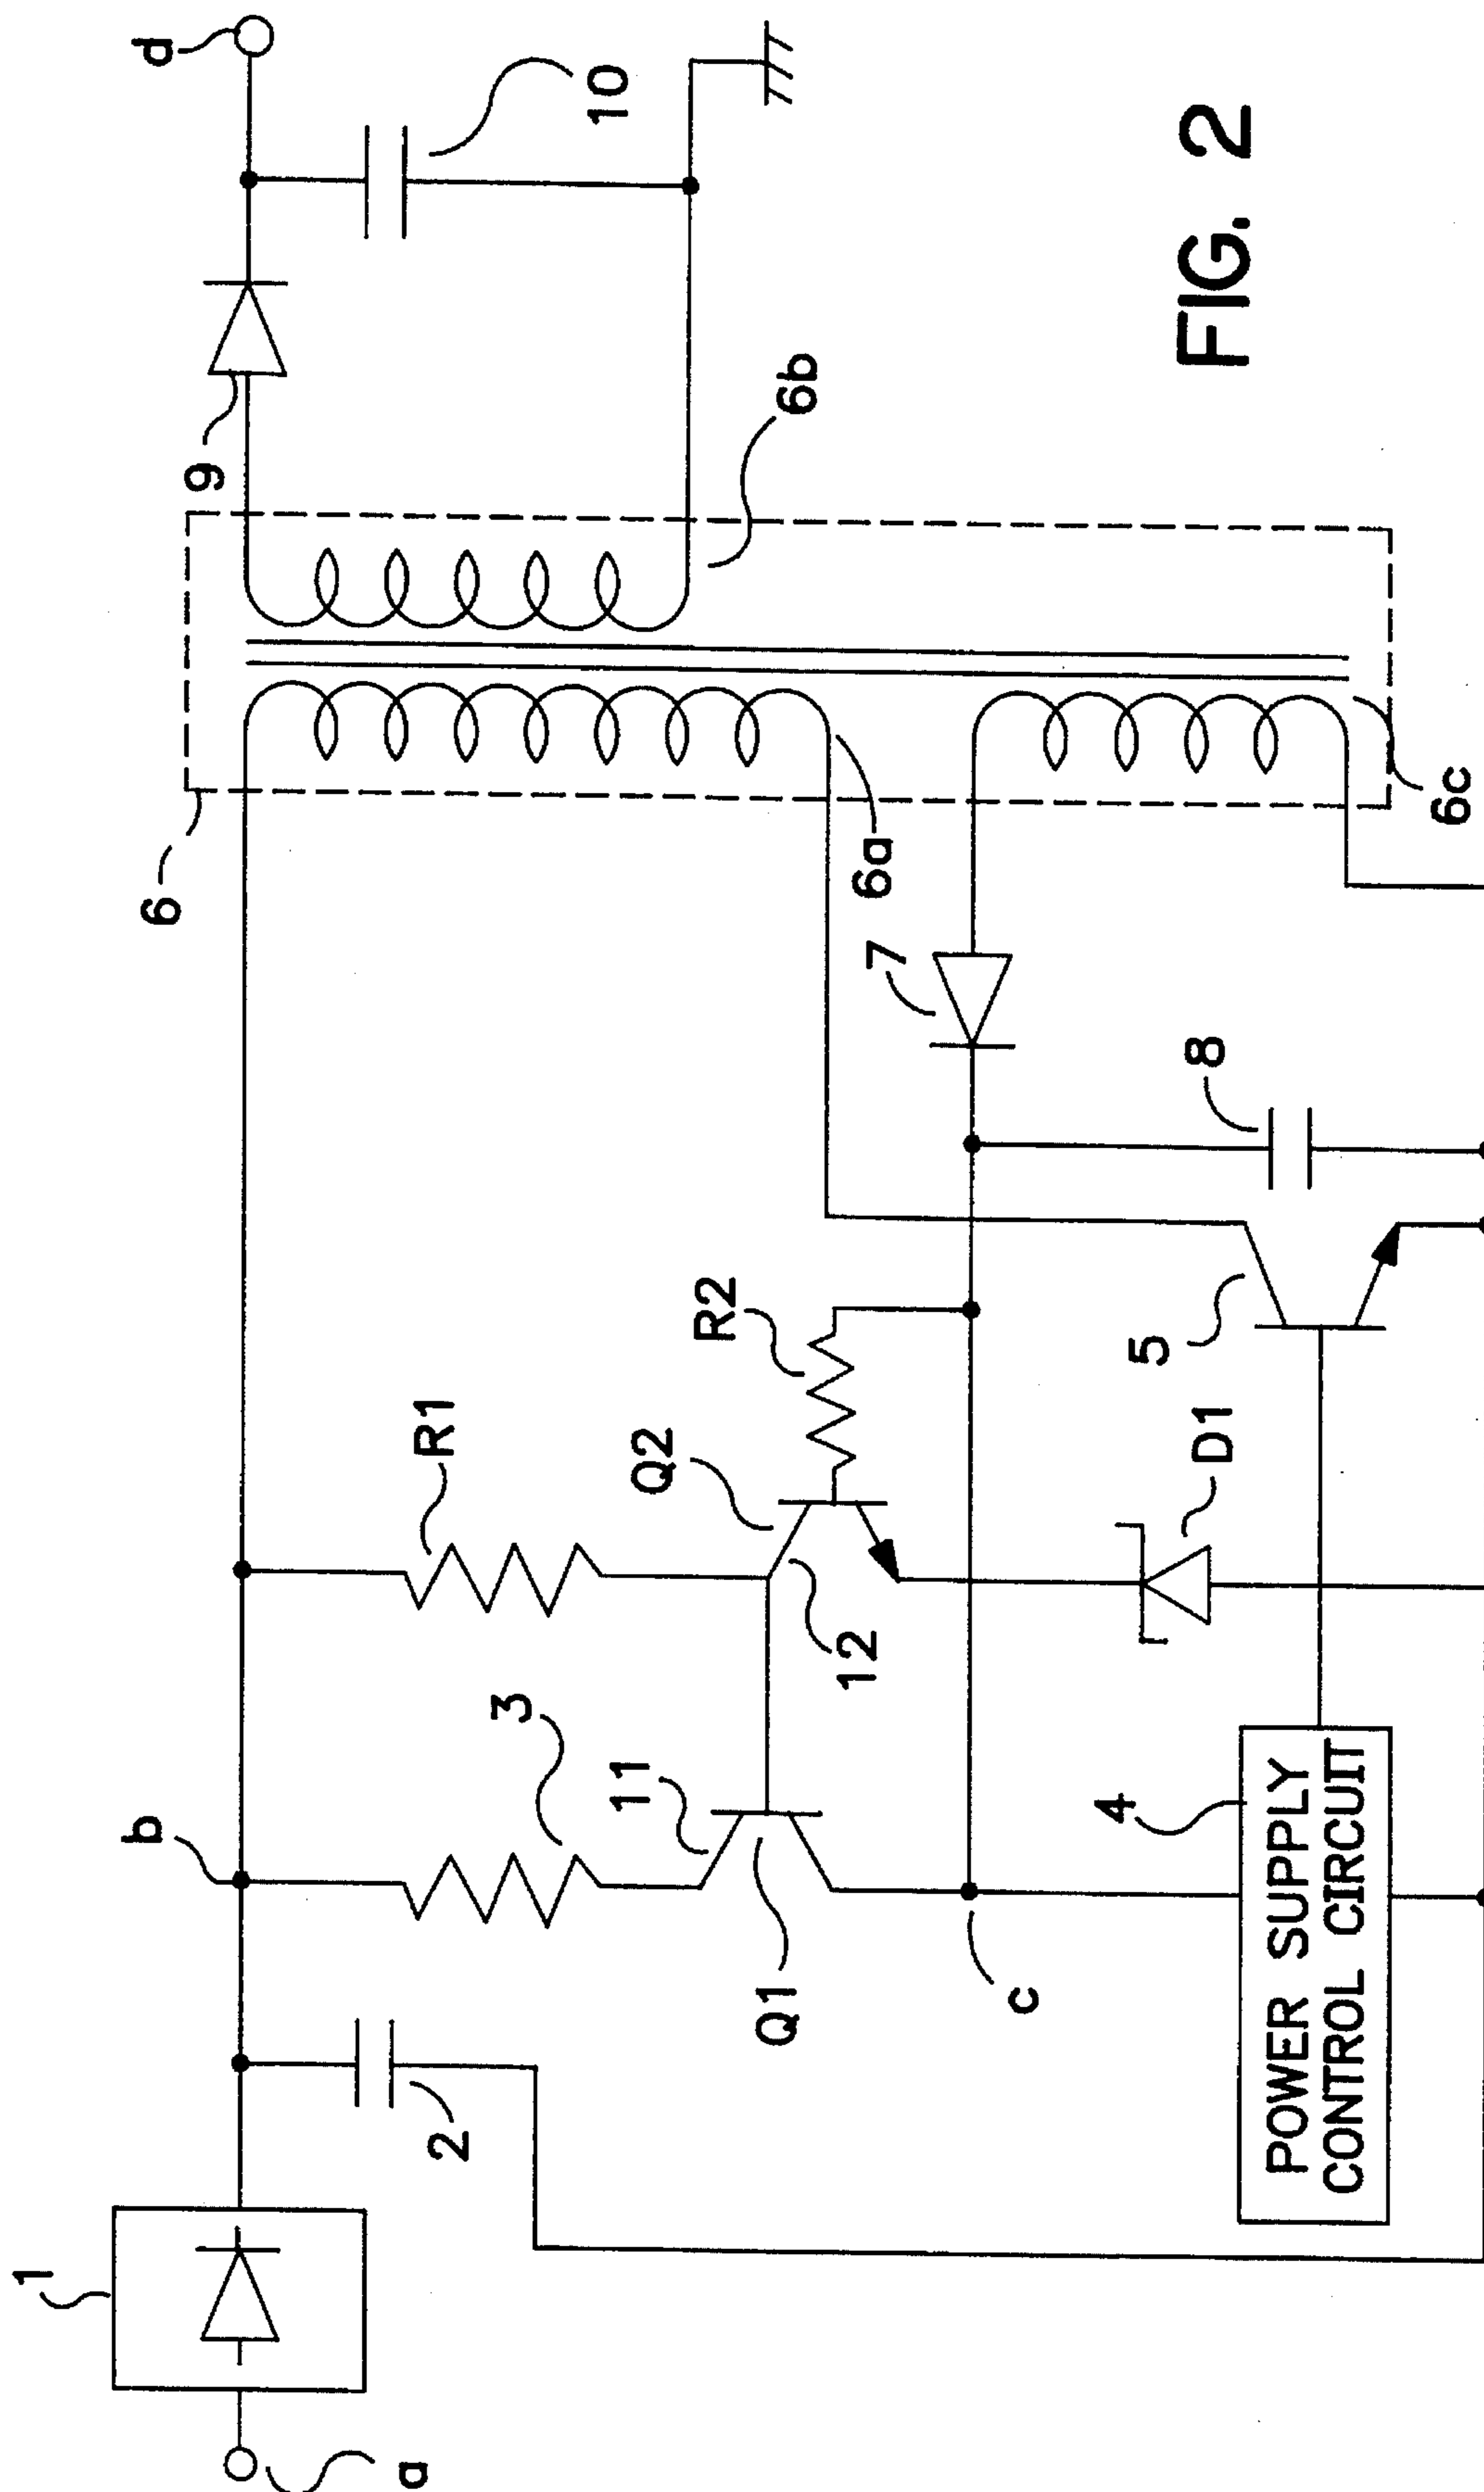 1
a
2
b
3
R1
11
Q1
Q2
12
R2
c
4
POWER SUPPLY
CONTROL CIRCUIT
D1
5
8
7
6
6a
6b
6c
9
10
d
FIG. 2